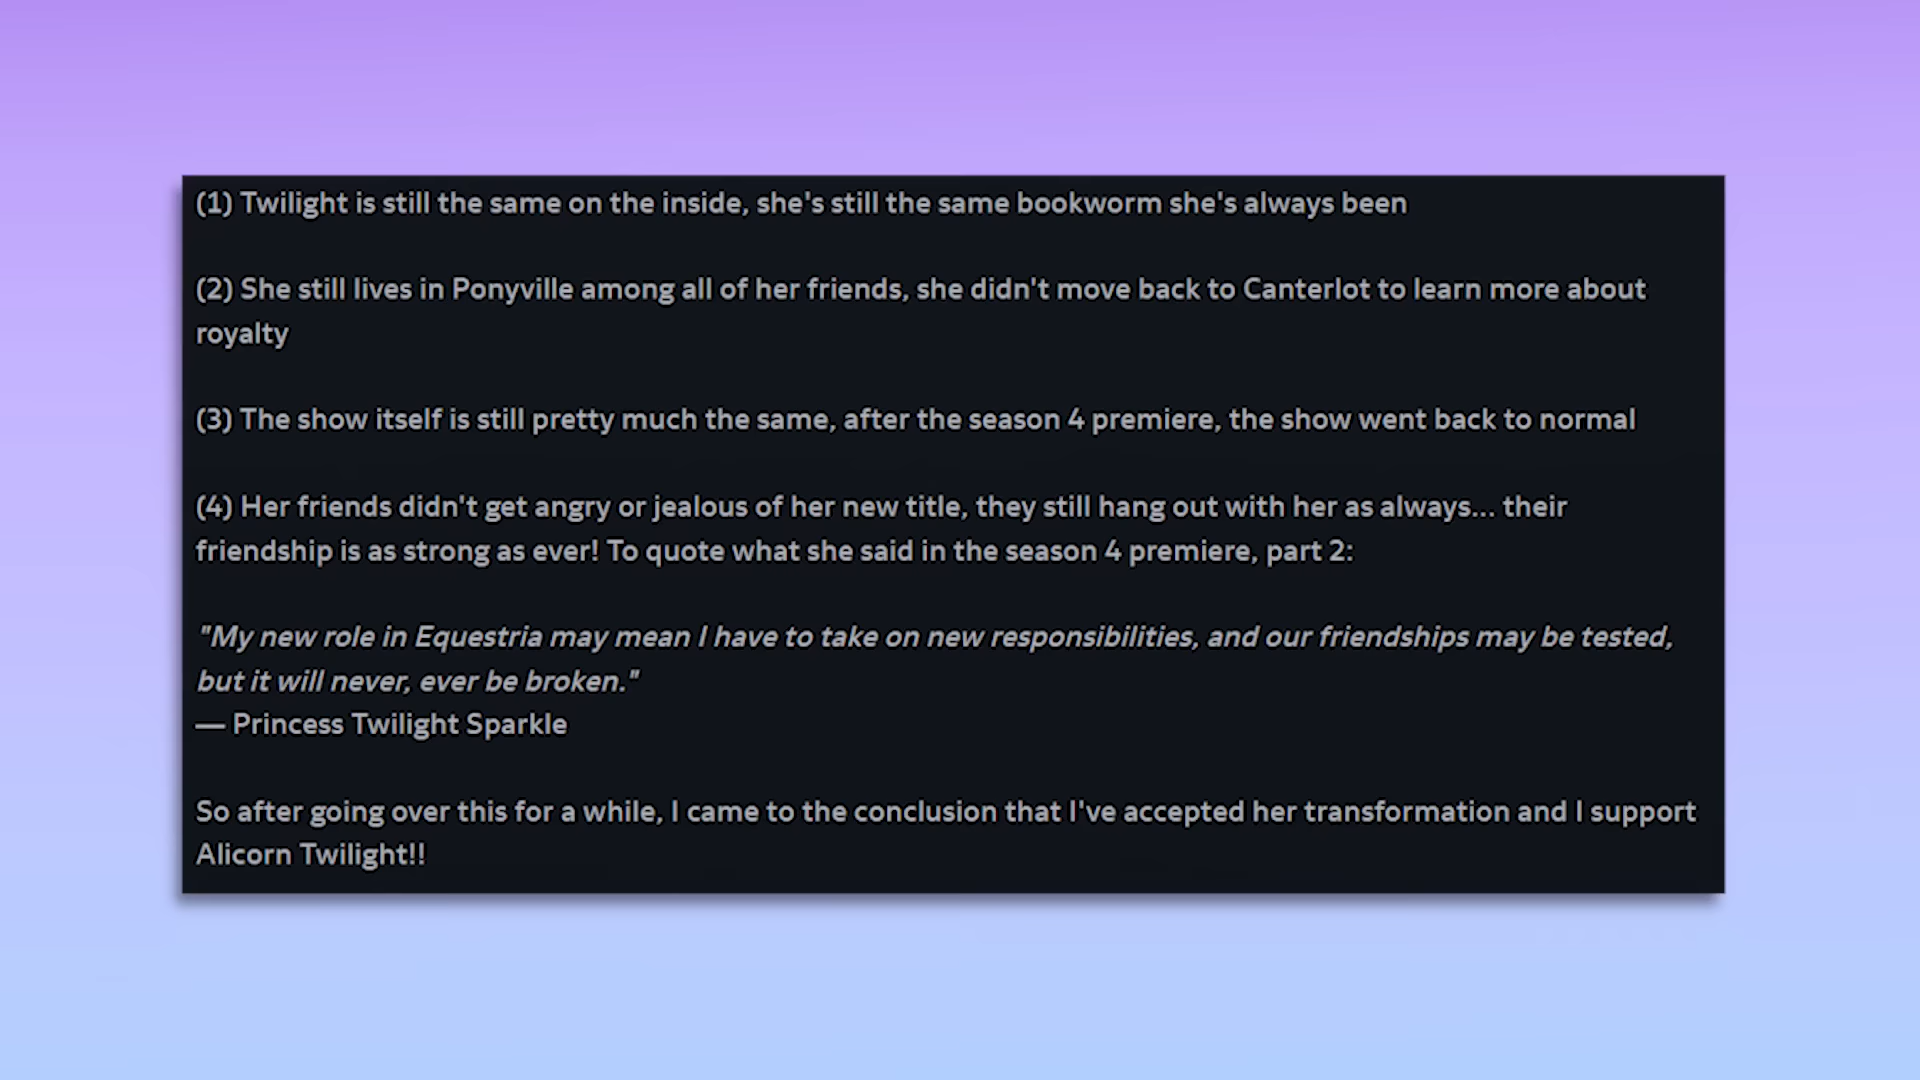 (1) Twilight is still the same on the inside, she's still the same bookworm she's always been
(2) She still lives in Ponyville among all of her friends, she didn't move back to Canterlot to learn more about
royalty
(3) The show itself is still pretty much the same, after the season 4 premiere, the show went back to normal
(4) Her friends didn't get angry or jealous of her new title, they still hang out with her as always... their
friendship is as strong as ever! To quote what she said in the season 4 premiere, part 2:
"My new role in Equestria may mean I have to take on new responsibilities, and our friendships may be tested,
but it will never, ever be broken."
— Princess Twilight Sparkle
So after going over this for a while, I came to the conclusion that I've accepted her transformation and I support
Alicorn Twilight!!